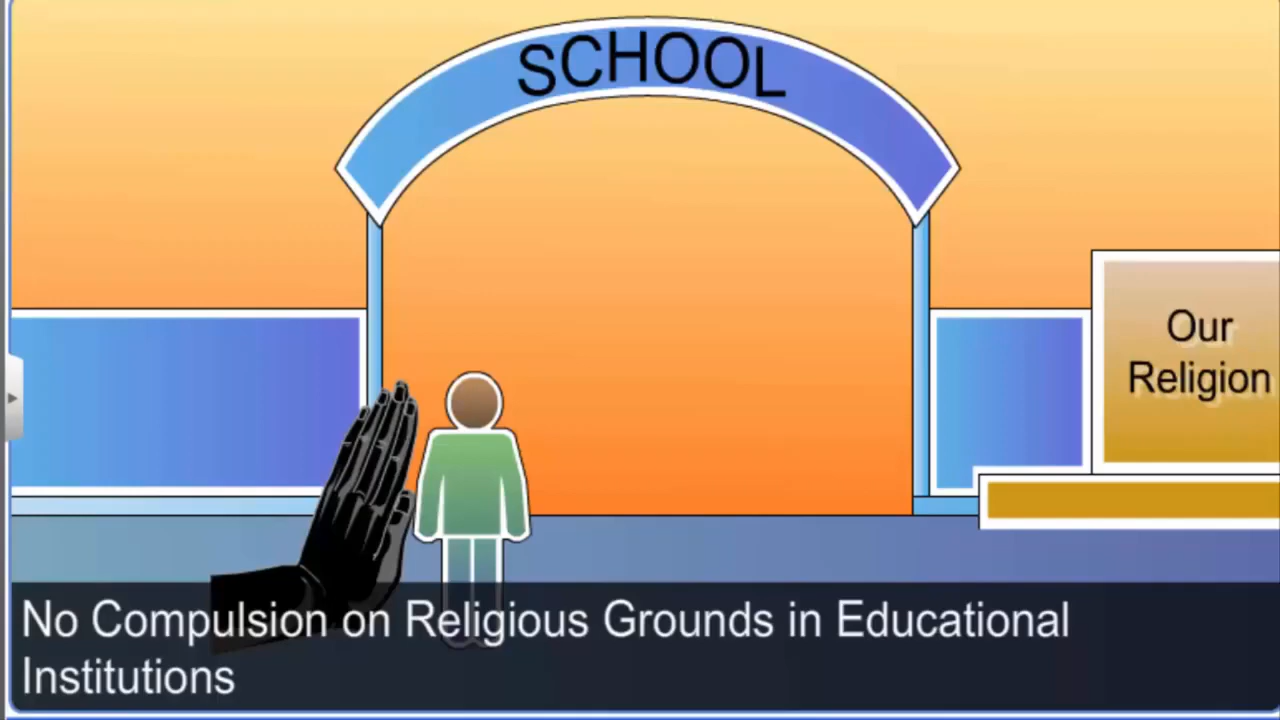 SCHOOL
Our
Religion
No Compulsion on Religious Grounds in Educational
Institutions